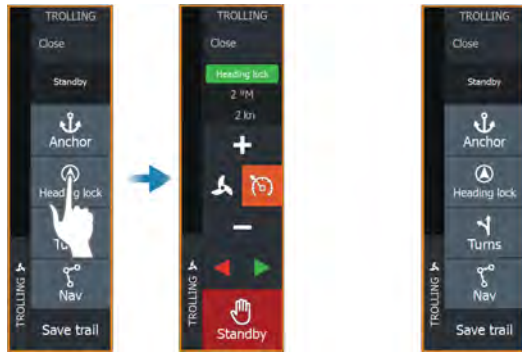 TROLLING
Close
Standby
Anchor
Heading lock
Nav
Save trail
TROLLING
TROLLING
Close
Heading lock
2 °M
2 kn
Standby
TROLLING
TROLLING
Close
Standby
Anchor
Heading lock
Turns
Nav
Save trail
TROLLING